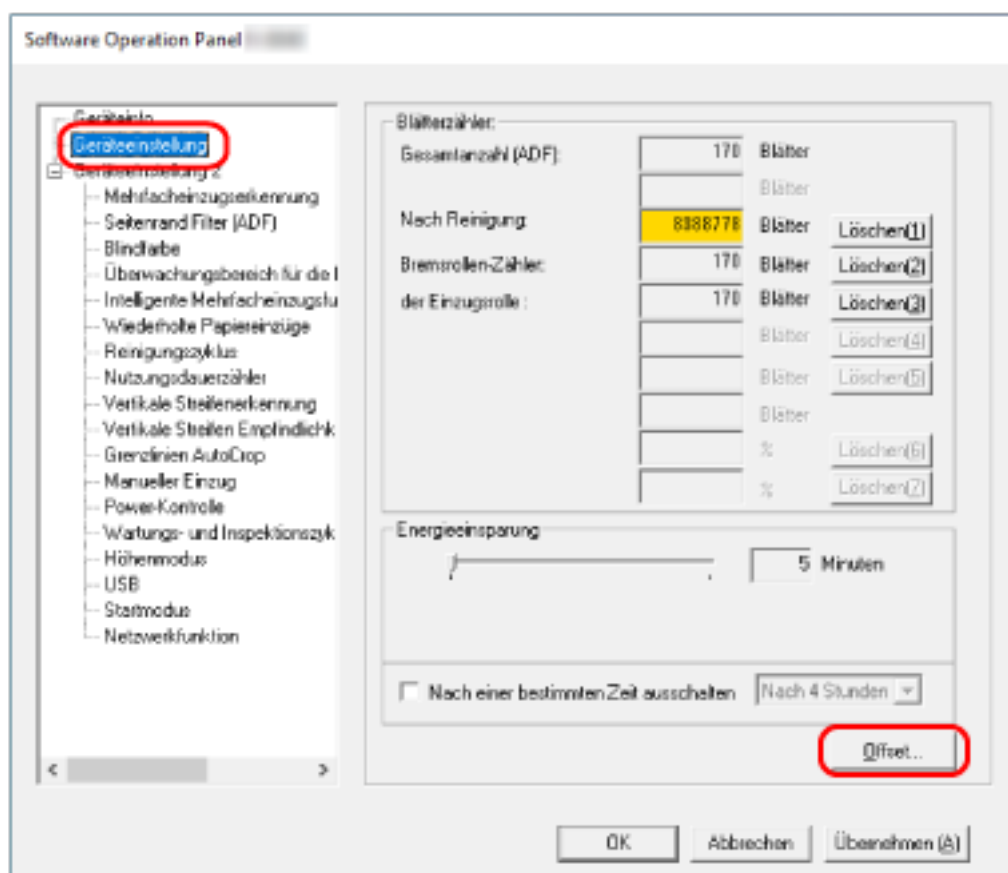 Software Operation Panel
Geräteinfo
Geräteeinstellung
Geräteeinstellung 2
Mehrfacheinzugserkennung
Seitenrand Filter (ADF)
Blindfarbe
Überwachungsbereich für die I
Intelligente Mehrfacheinzugsfu
Wiederholte Papiereinzüge
Reinigungszyklus
Nutzungsdauerzähler
Vertikale Streifenerkennung
Vertikale Streifen Empfindlichk
Grenzlinien AutoCrop
Manueller Einzug
Power-Kontrolle
Wartungs- und Inspektionszyk
Höhenmodus
USB
Startmodus
Netzwerkfunktion
Blätterzähler:
Gesamtanzahl (ADF): 170 Blätter
Blätter
Nach Reinigung: 8388778 Blätter Löschen(1)
Bremsrollen-Zähler: 170 Blätter Löschen(2)
der Einzugsrolle : 170 Blätter Löschen(3)
Blätter Löschen(4)
Blätter Löschen(5)
Blätter
% Löschen(6)
% Löschen(7)
Energieeinsparung
5 Minuten
Nach einer bestimmten Zeit ausschalten Nach 4 Stunden
Offset...
OK Abbrechen Übernehmen (A)